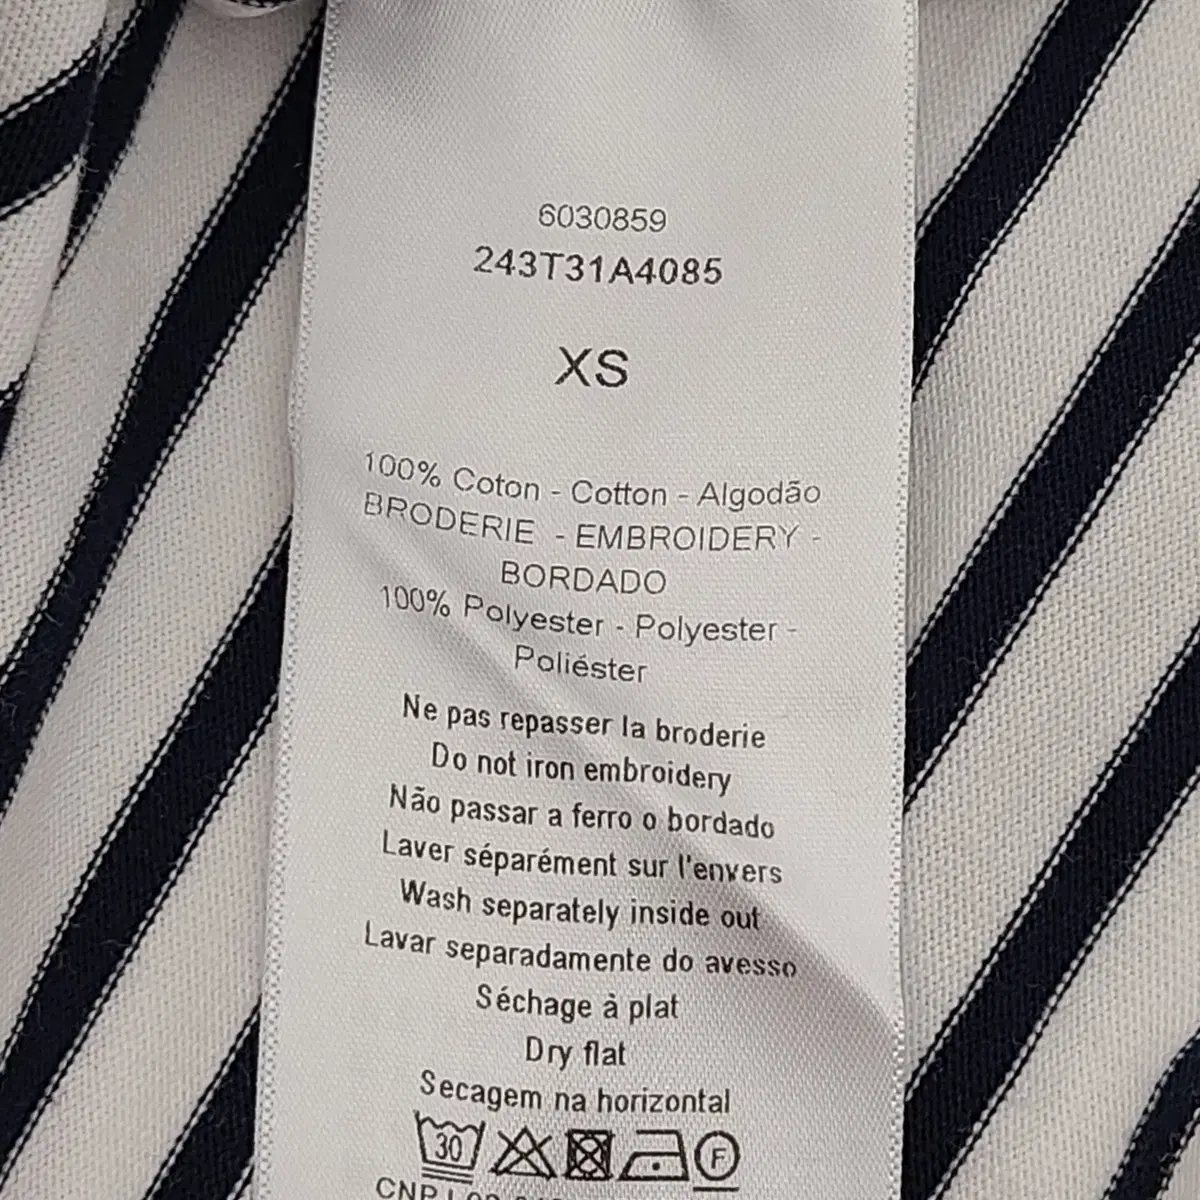 6030859
243T31A4085
XS
100% Coton - Cotton - Algodão
BRODERIE - EMBROIDERY -
BORDADO
100% Polyester - Polyester -
Poliéster
Ne pas repasser la broderie
Do not iron embroidery
Não passar a ferro o bordado
Laver séparément sur l'envers
Wash separately inside out
Lavar separadamente do avesso
Séchage à plat
Dry flat
Secagem na horizontal
30 F